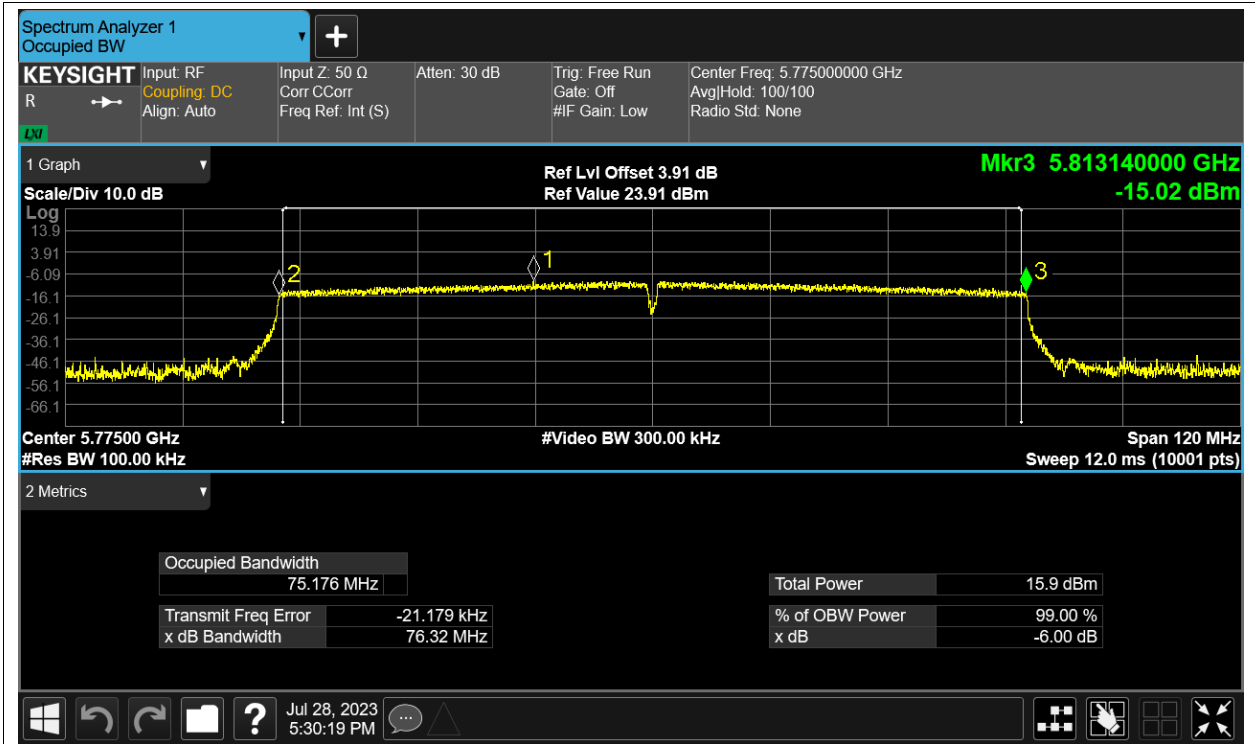 Spectrum Analyzer 1
Occupied BW
KEYSIGHT
R
LXI
Input: RF
Coupling: DC
Align: Auto
Input Z: 50 Ω
Corr CCorr
Freq Ref: Int (S)
Atten: 30 dB
Trig: Free Run
Gate: Off
#IF Gain: Low
Center Freq: 5.775000000 GHz
Avg|Hold: 100/100
Radio Std: None
1 Graph
Scale/Div 10.0 dB
Ref Lvl Offset 3.91 dB
Ref Value 23.91 dBm
Mkr3 5.813140000 GHz
-15.02 dBm
Log
13.9
3.91
-6.09
-16.1
-26.1
-36.1
-46.1
-56.1
-66.1
2
1
3
Center 5.77500 GHz
#Video BW 300.00 kHz
Span 120 MHz
#Res BW 100.00 kHz
Sweep 12.0 ms (10001 pts)
2 Metrics
Occupied Bandwidth
75.176 MHz
Transmit Freq Error -21.179 kHz
x dB Bandwidth 76.32 MHz
Total Power 15.9 dBm
% of OBW Power 99.00 %
x dB -6.00 dB
?
Jul 28, 2023
5:30:19 PM